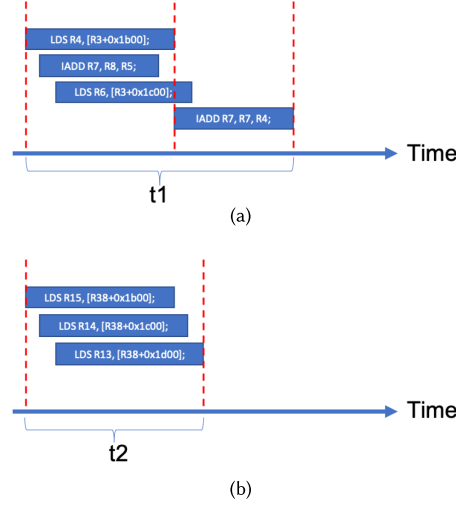 LDS R4, [R3+0x1b00];
IADD R7, R8, R5;
LDS R6, [R3+0x1c00];
IADD R7, R7, R4;
Time
t1
(a)
LDS R15, [R38+0x1b00];
LDS R14, [R38+0x1c00];
LDS R13, [R38+0x1d00];
Time
t2
(b)